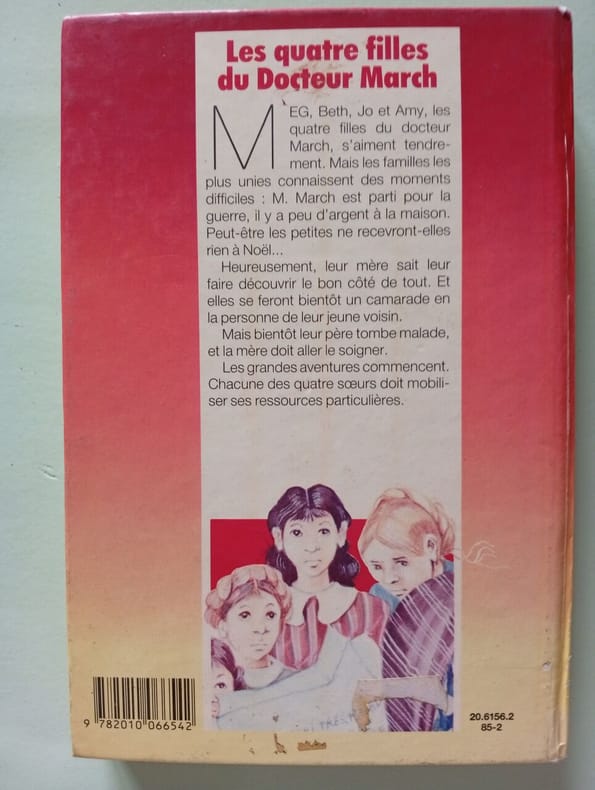 Les quatre filles
du Docteur March
MEG, Beth, Jo et Amy, les
quatre filles du docteur
March, s'aiment tendre-
ment. Mais les familles les
plus unies connaissent des moments
difficiles : M. March est parti pour la
guerre, il y a peu d'argent à la maison.
Peut-être les petites ne recevront-elles
rien à Noël...
Heureusement, leur mère sait leur
faire découvrir le bon côté de tout. Et
elles se feront bientôt un camarade en
la personne de leur jeune voisin.
Mais bientôt leur père tombe malade,
et la mère doit aller le soigner.
Les grandes aventures commencent.
Chacune des quatre sœurs doit mobili-
ser ses ressources particulières.
9 782010 066542
20.6156.2
85-2